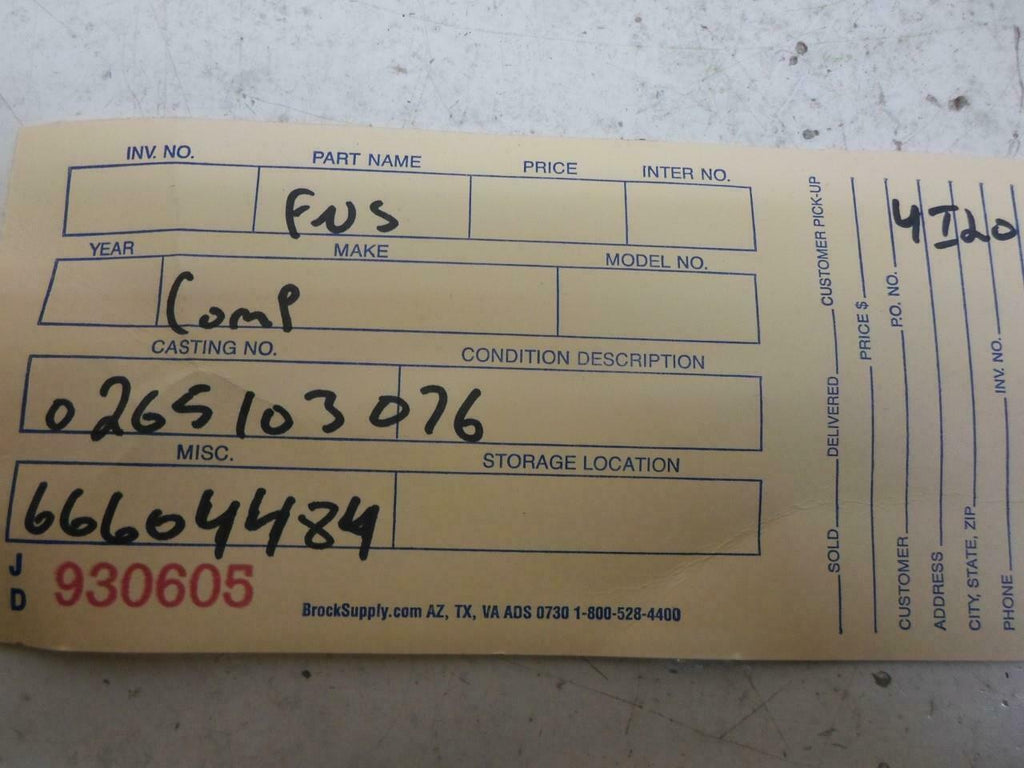 INV. NO. PART NAME PRICE INTER NO.
FNS
YEAR MAKE MODEL NO.
Comp
CASTING NO. CONDITION DESCRIPTION
0265103076
MISC. STORAGE LOCATION
66604484
J D 930605
BrockSupply.com AZ, TX, VA ADS 0730 1-800-528-4400
SOLD DELIVERED CUSTOMER PICK-UP
PRICE $
CUSTOMER P.O. NO.
ADDRESS
CITY, STATE, ZIP
PHONE INV. NO.